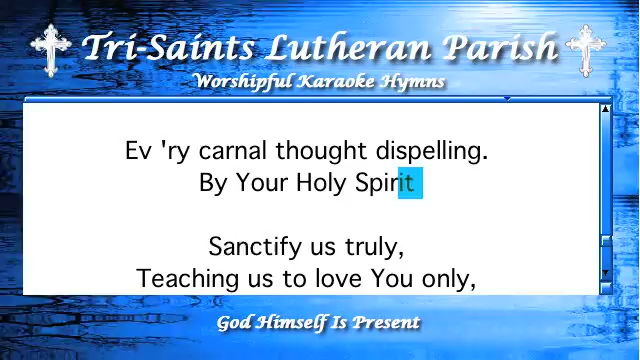 Tri-Saints Lutheran Parish
Worshipful Karaoke Hymns
Ev 'ry carnal thought dispelling.
By Your Holy Spirit
Sanctify us truly,
Teaching us to love You only,
God Himself Is Present